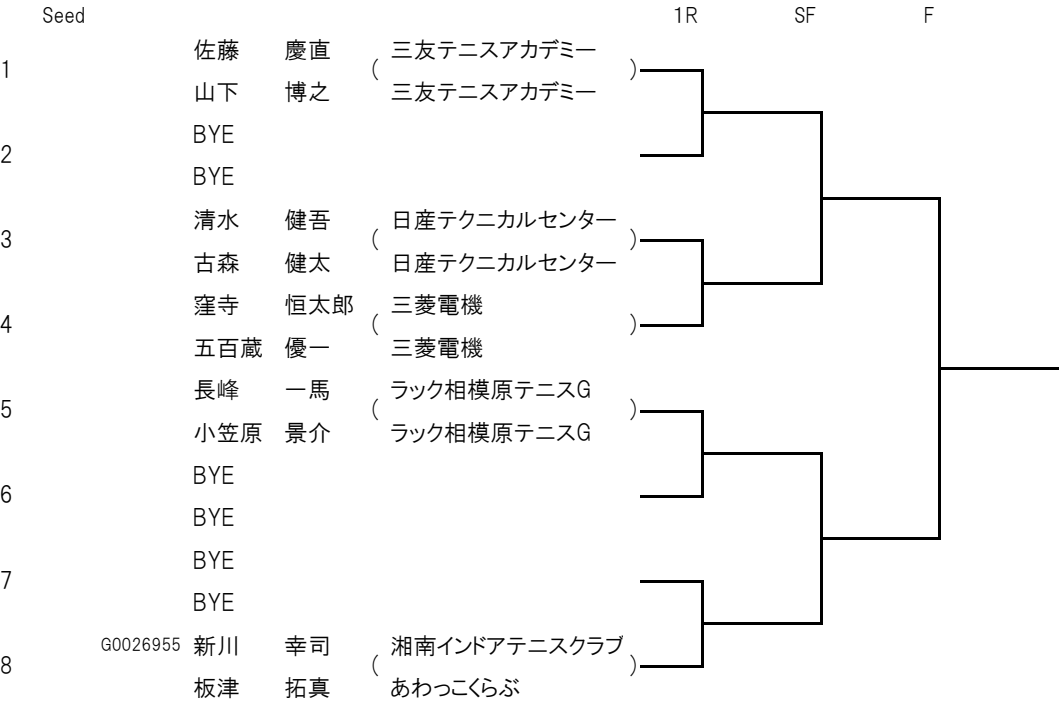 Seed 1R SF F
佐藤 慶直 三友テニスアカデミー
1 ( )
山下 博之 三友テニスアカデミー
BYE
2
BYE
清水 健吾 日産テクニカルセンター
3 ( )
古森 健太 日産テクニカルセンター
窪寺 恒太郎 三菱電機
4 ( )
五百蔵 優一 三菱電機
長峰 一馬 ラック相模原テニスG
5 ( )
小笠原 景介 ラック相模原テニスG
BYE
6
BYE
BYE
7
BYE
G0026955 新川 幸司 湘南インドアテニスクラブ
8 ( )
板津 拓真 あわっこくらぶ